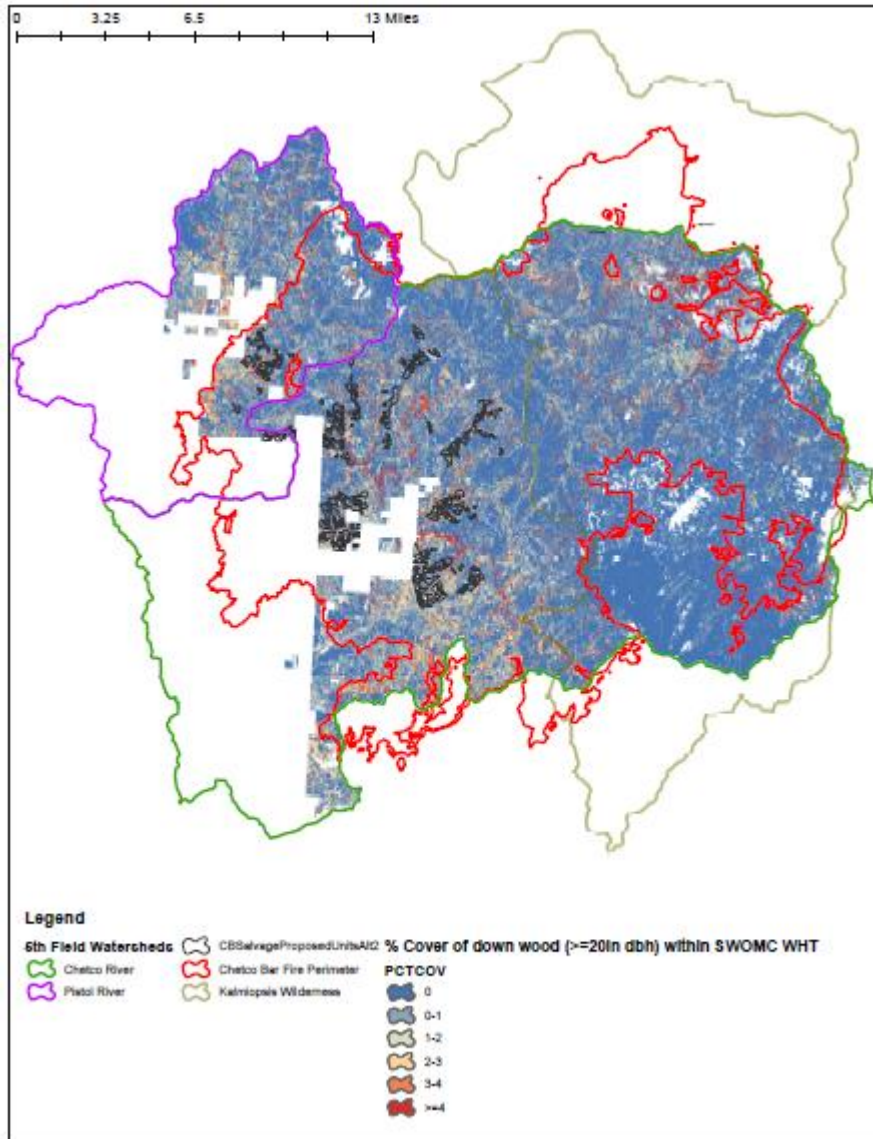 0 3.25 6.5 13 Miles
Legend
5th Field Watersheds
Chetco River
Pistol River
CBSalvageProposedUnitsAlt2
Chetco Bar Fire Perimeter
Kalmiopsis Wilderness
% Cover of down wood (>=20in dbh) within SWOMC WHT
PCTCOV
0
0-1
1-2
2-3
3-4
>=4